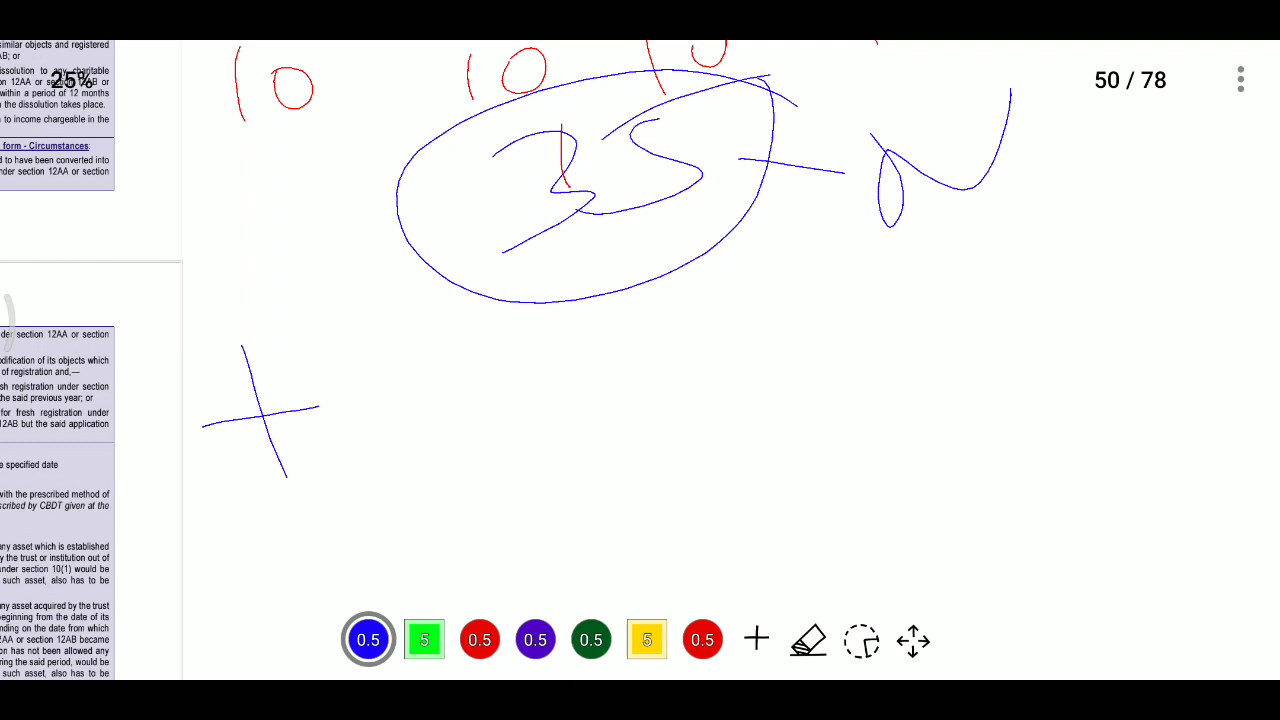 similar objects and registered
AB; or
dissolution to any charitable
n 12AA or section 12AB or
within a period of 12 months
n the dissolution takes place.
n to income chargeable in the
form - Circumstances:
d to have been converted into
under section 12AA or section
25%
50 / 78
10 10 10
35
der section 12AA or section
odification of its objects which
of registration and,—
sh registration under section
the said previous year; or
for fresh registration under
12AB but the said application
e specified date
with the prescribed method of
scribed by CBDT given at the
any asset which is established
y the trust or institution out of
under section 10(1) would be
such asset, also has to be
any asset acquired by the trust
beginning from the date of its
nding on the date from which
2AA or section 12AB became
ion has not been allowed any
ring the said period, would be
such asset, also has to be
+
0.5 5 0.5 0.5 0.5 5 0.5